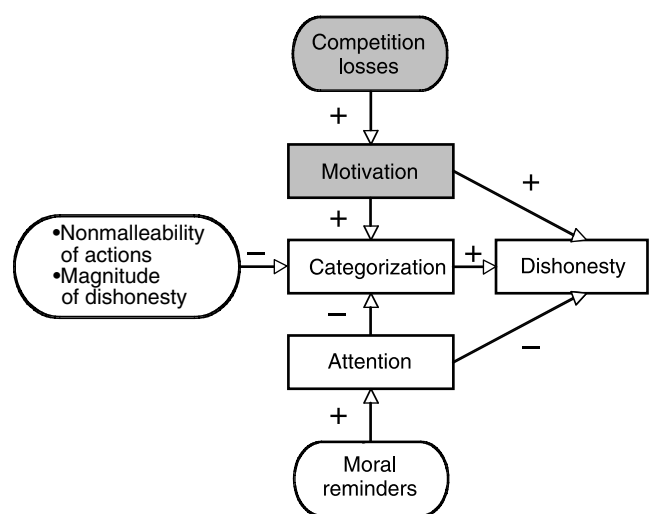 Competition
losses
+
Motivation
+
+
•Nonmalleability
of actions
•Magnitude
of dishonesty
−
Categorization
+
Dishonesty
−
Attention
−
+
Moral
reminders